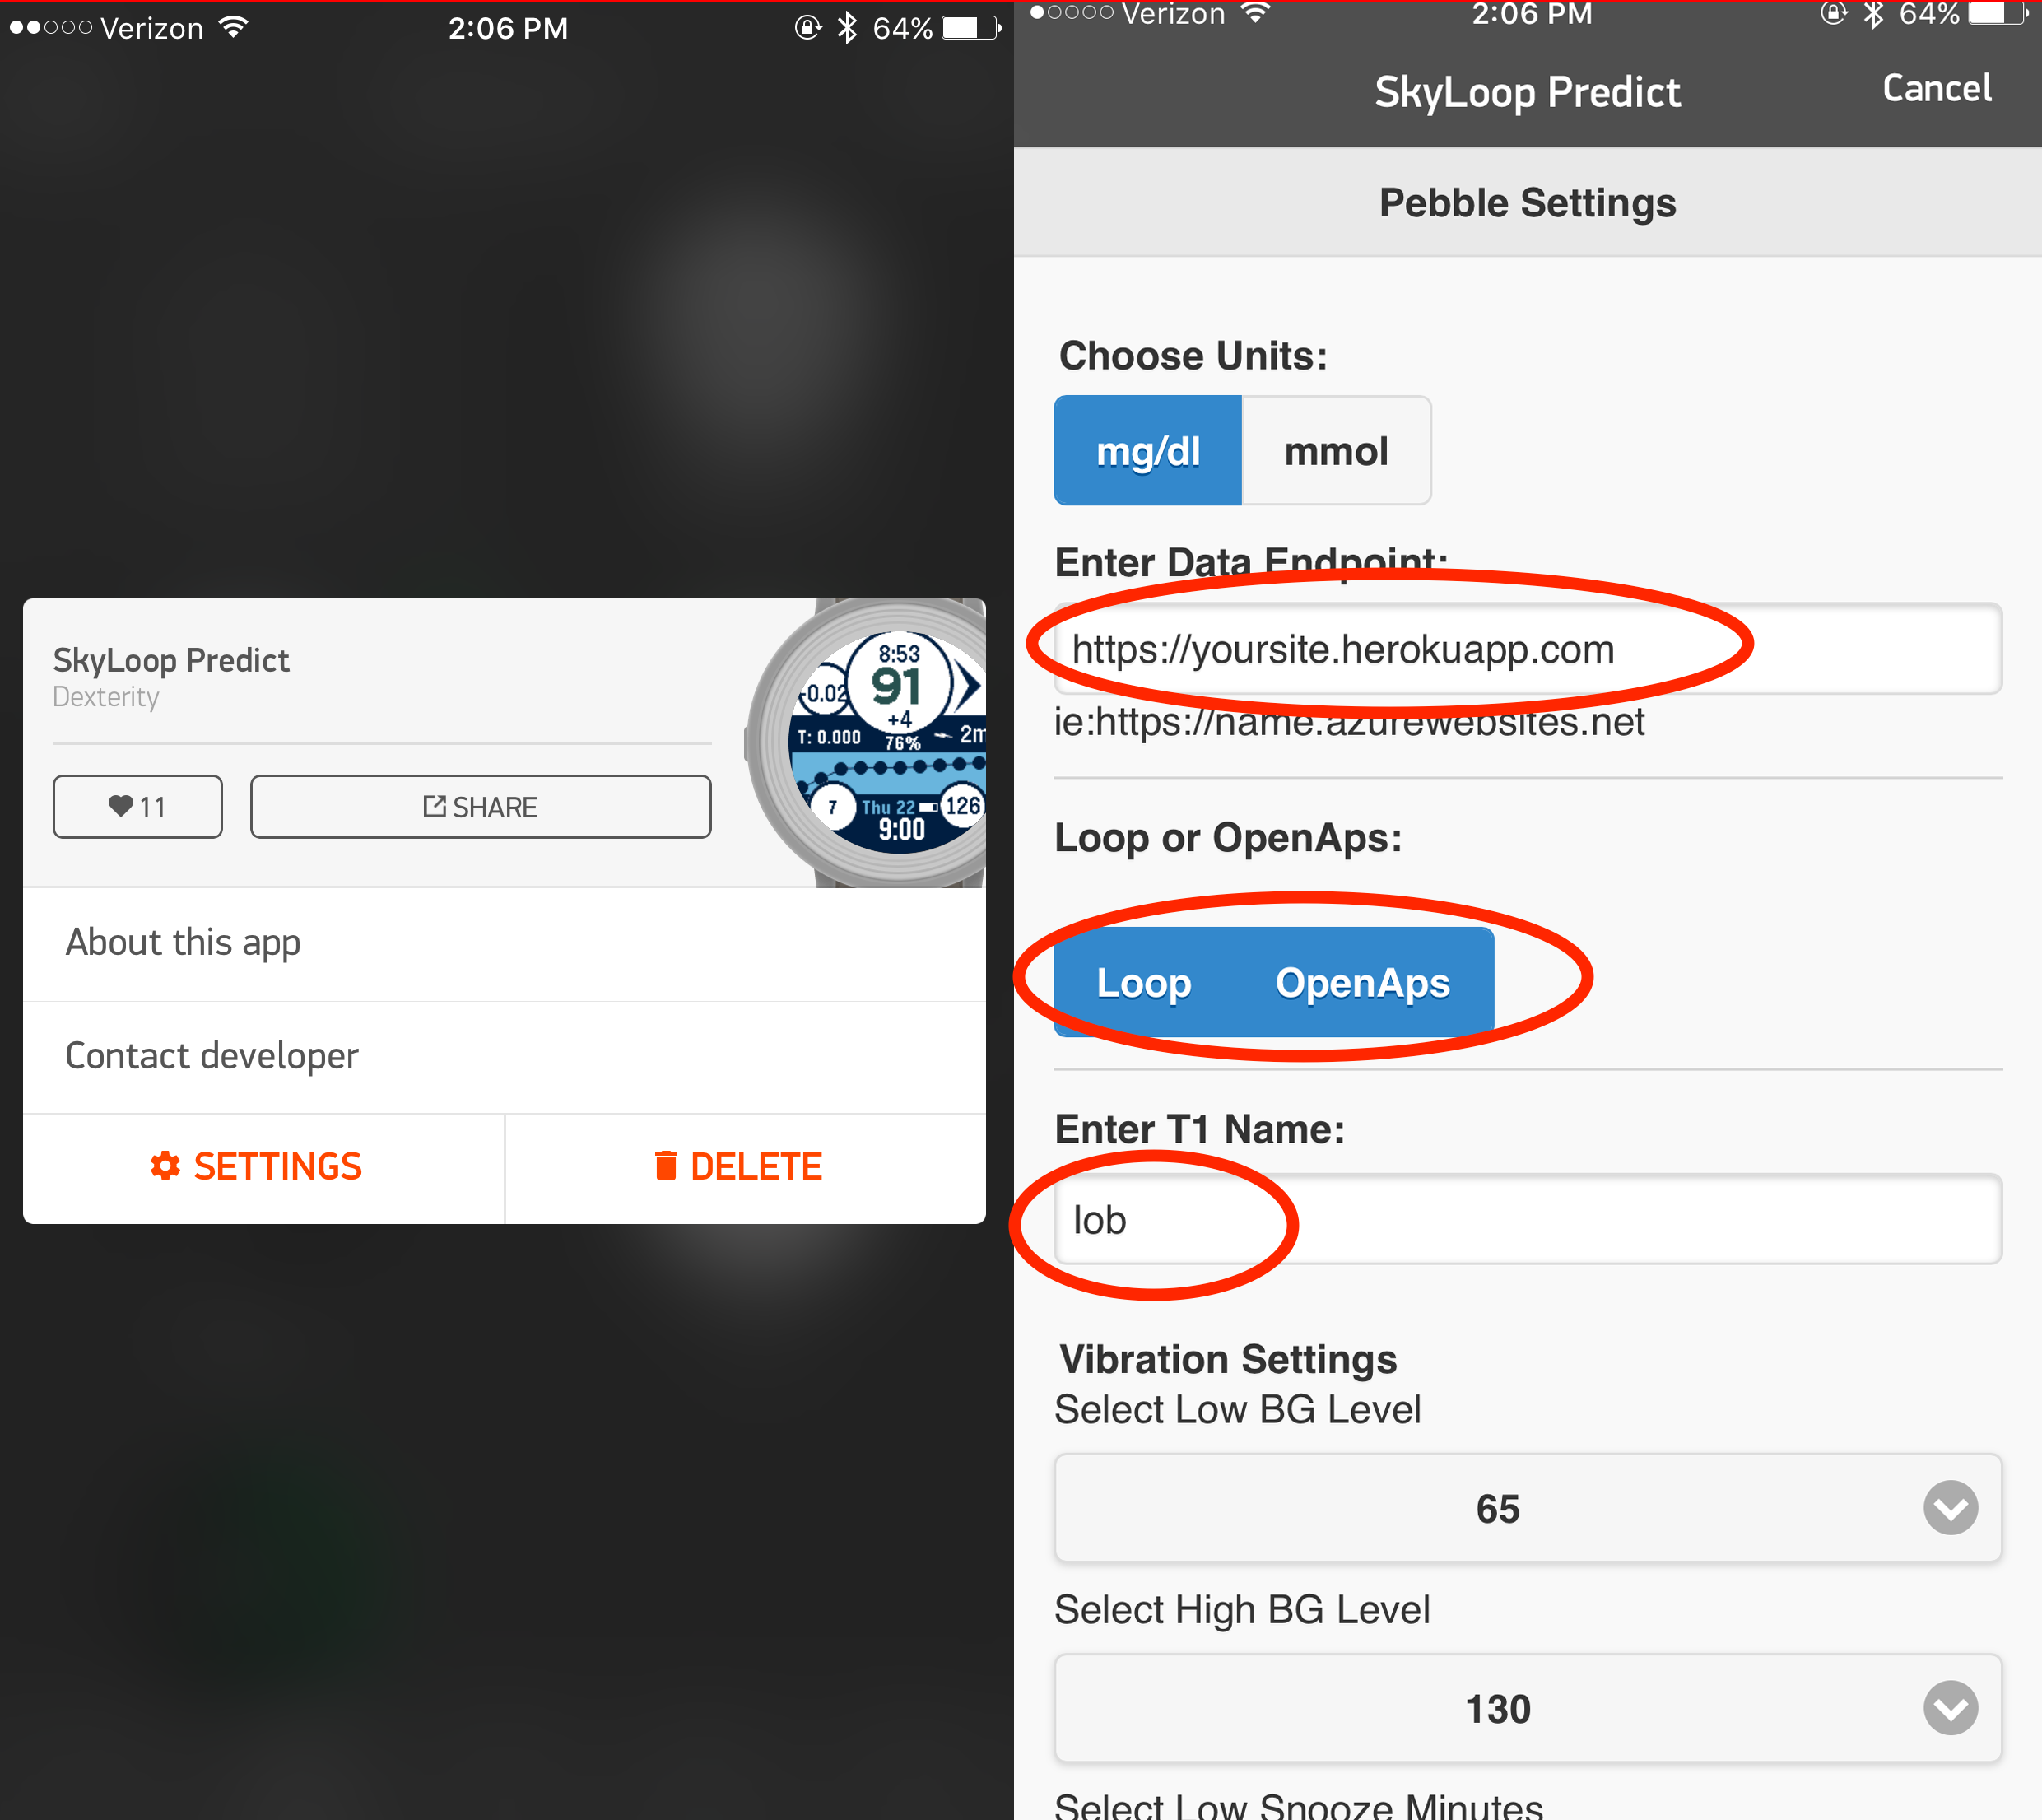 Verizon 2:06 PM 64%
SkyLoop Predict
Dexterity
11 SHARE
8:53
-0.02 91
+4
T: 0.000 76% 2m
7 Thu 22 126
9:00
About this app
Contact developer
SETTINGS DELETE
Verizon 2:06 PM 64%
SkyLoop Predict Cancel
Pebble Settings
Choose Units:
mg/dl mmol
Enter Data Endpoint:
https://yoursite.herokuapp.com
ie:https://name.azurewebsites.net
Loop or OpenAps:
Loop OpenAps
Enter T1 Name:
lob
Vibration Settings
Select Low BG Level
65
Select High BG Level
130
Select Low Snooze Minutes